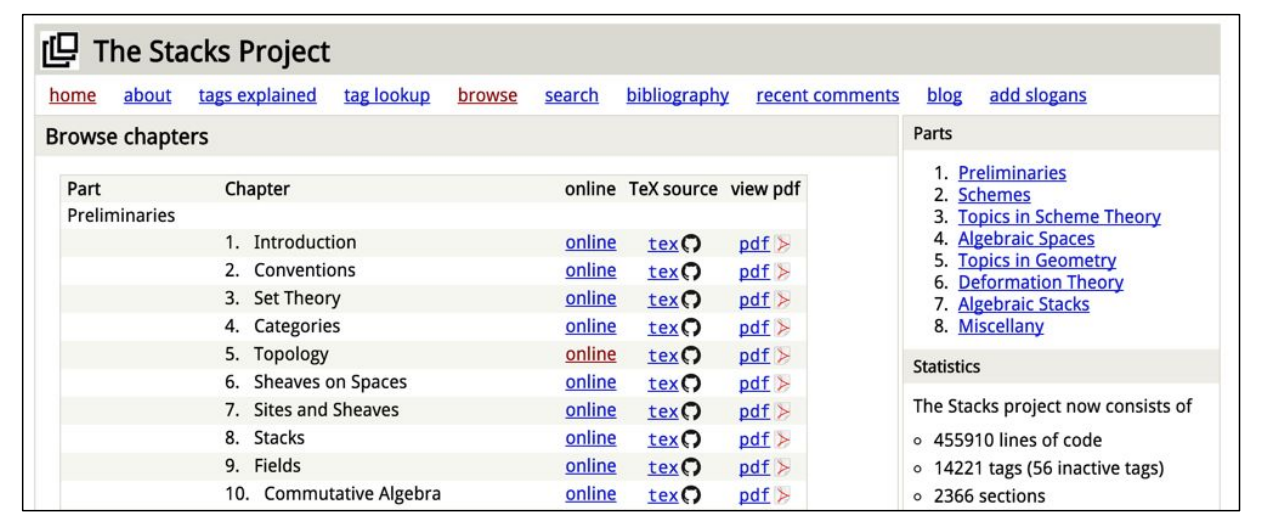 The Stacks Project
home about tags explained tag lookup browse search bibliography recent comments blog add slogans
Browse chapters
Part Chapter online TeX source view pdf
Preliminaries
1. Introduction online tex pdf
2. Conventions online tex pdf
3. Set Theory online tex pdf
4. Categories online tex pdf
5. Topology online tex pdf
6. Sheaves on Spaces online tex pdf
7. Sites and Sheaves online tex pdf
8. Stacks online tex pdf
9. Fields online tex pdf
10. Commutative Algebra online tex pdf
Parts
1. Preliminaries
2. Schemes
3. Topics in Scheme Theory
4. Algebraic Spaces
5. Topics in Geometry
6. Deformation Theory
7. Algebraic Stacks
8. Miscellany
Statistics
The Stacks project now consists of
455910 lines of code
14221 tags (56 inactive tags)
2366 sections